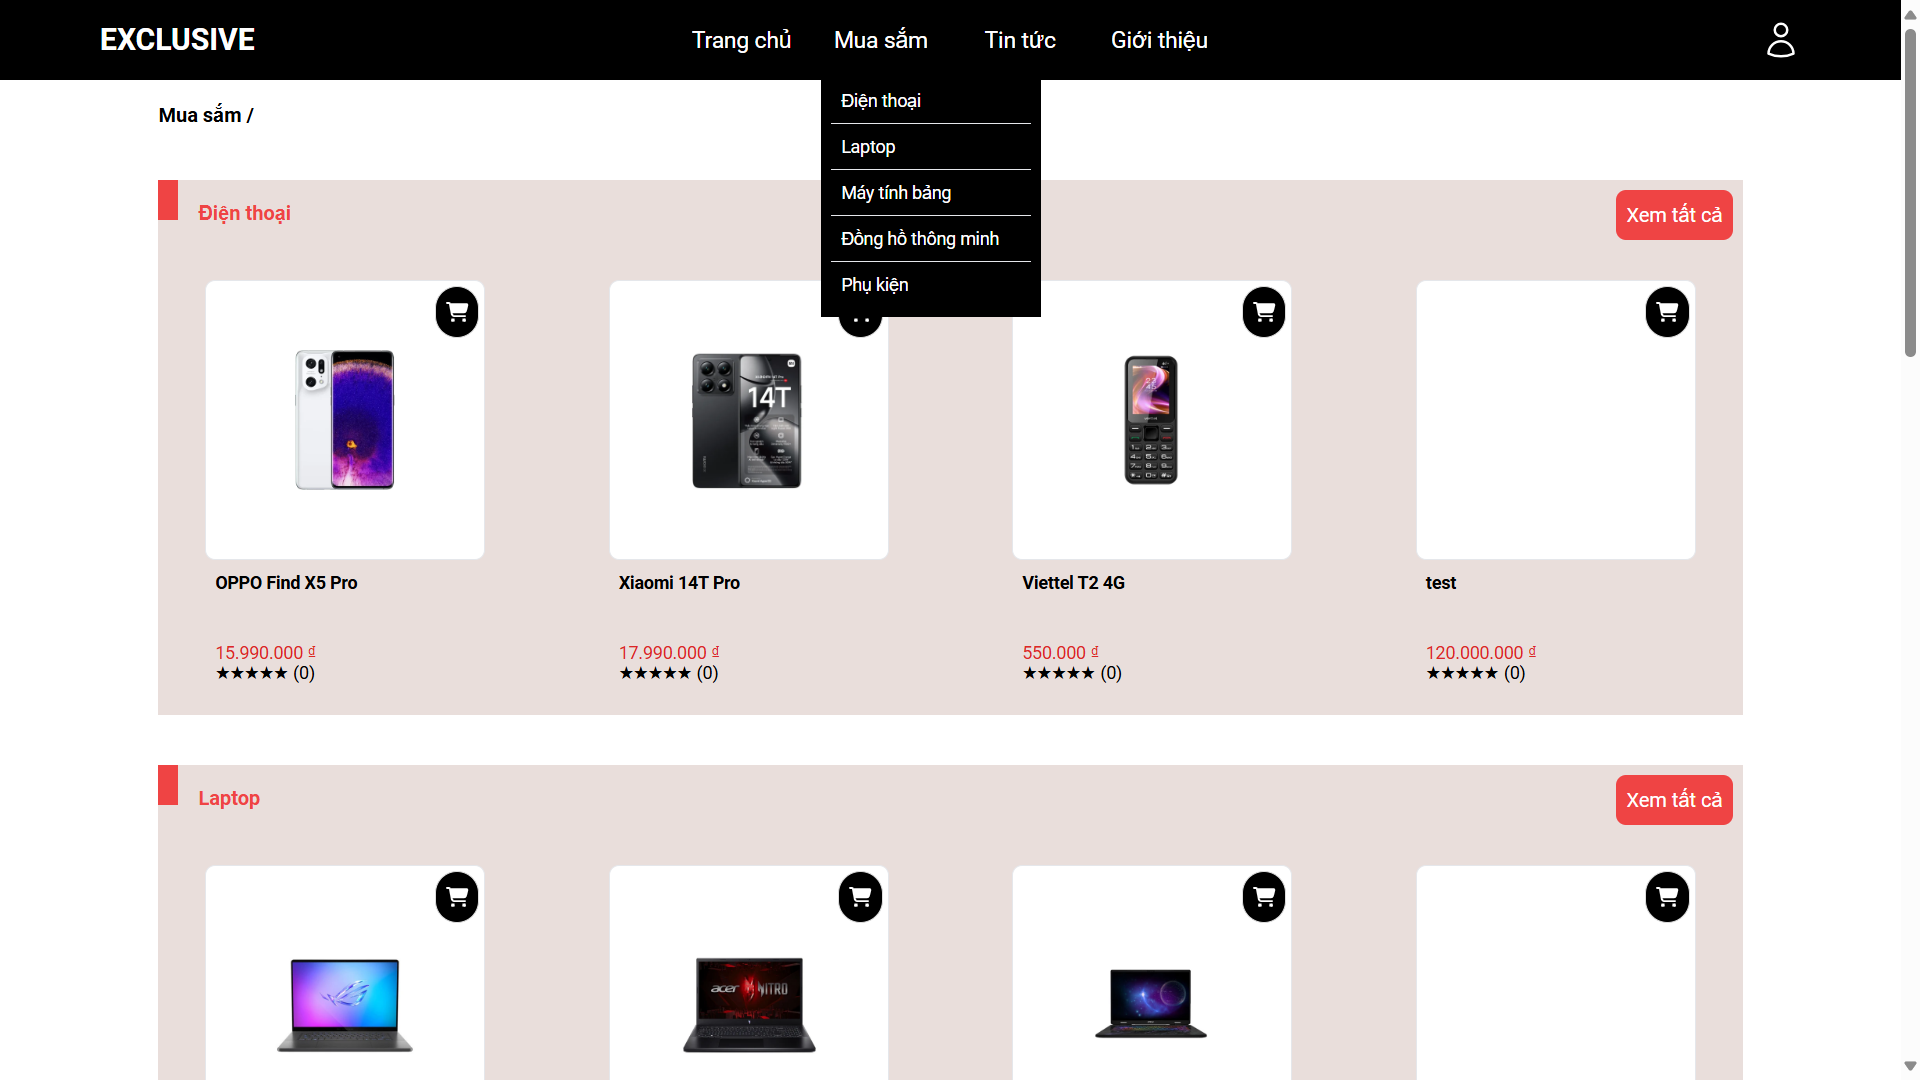 EXCLUSIVE
Trang chủ
Mua sắm
Tin tức
Giới thiệu
Điện thoại
Laptop
Máy tính bảng
Đồng hồ thông minh
Phụ kiện
Mua sắm /
Điện thoại
Xem tất cả
14T
OPPO Find X5 Pro
15.990.000 ₫
★★★★★ (0)
Xiaomi 14T Pro
17.990.000 ₫
★★★★★ (0)
Viettel T2 4G
550.000 ₫
★★★★★ (0)
test
120.000.000 ₫
★★★★★ (0)
Laptop
Xem tất cả
acer NITRO